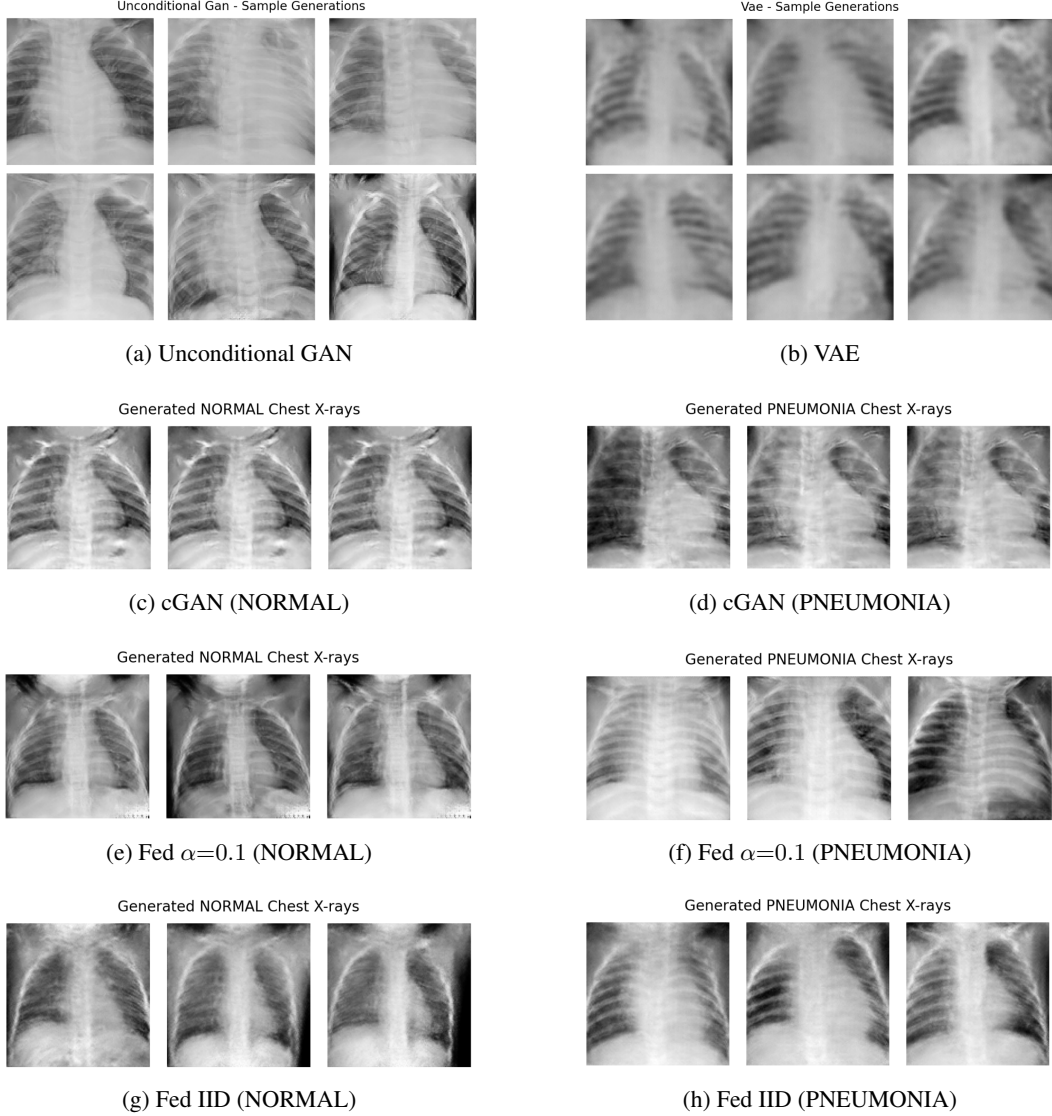 Unconditional Gan - Sample Generations
Vae - Sample Generations
(a) Unconditional GAN
(b) VAE
Generated NORMAL Chest X-rays
Generated PNEUMONIA Chest X-rays
(c) cGAN (NORMAL)
(d) cGAN (PNEUMONIA)
Generated NORMAL Chest X-rays
Generated PNEUMONIA Chest X-rays
(e) Fed α=0.1 (NORMAL)
(f) Fed α=0.1 (PNEUMONIA)
Generated NORMAL Chest X-rays
Generated PNEUMONIA Chest X-rays
(g) Fed IID (NORMAL)
(h) Fed IID (PNEUMONIA)